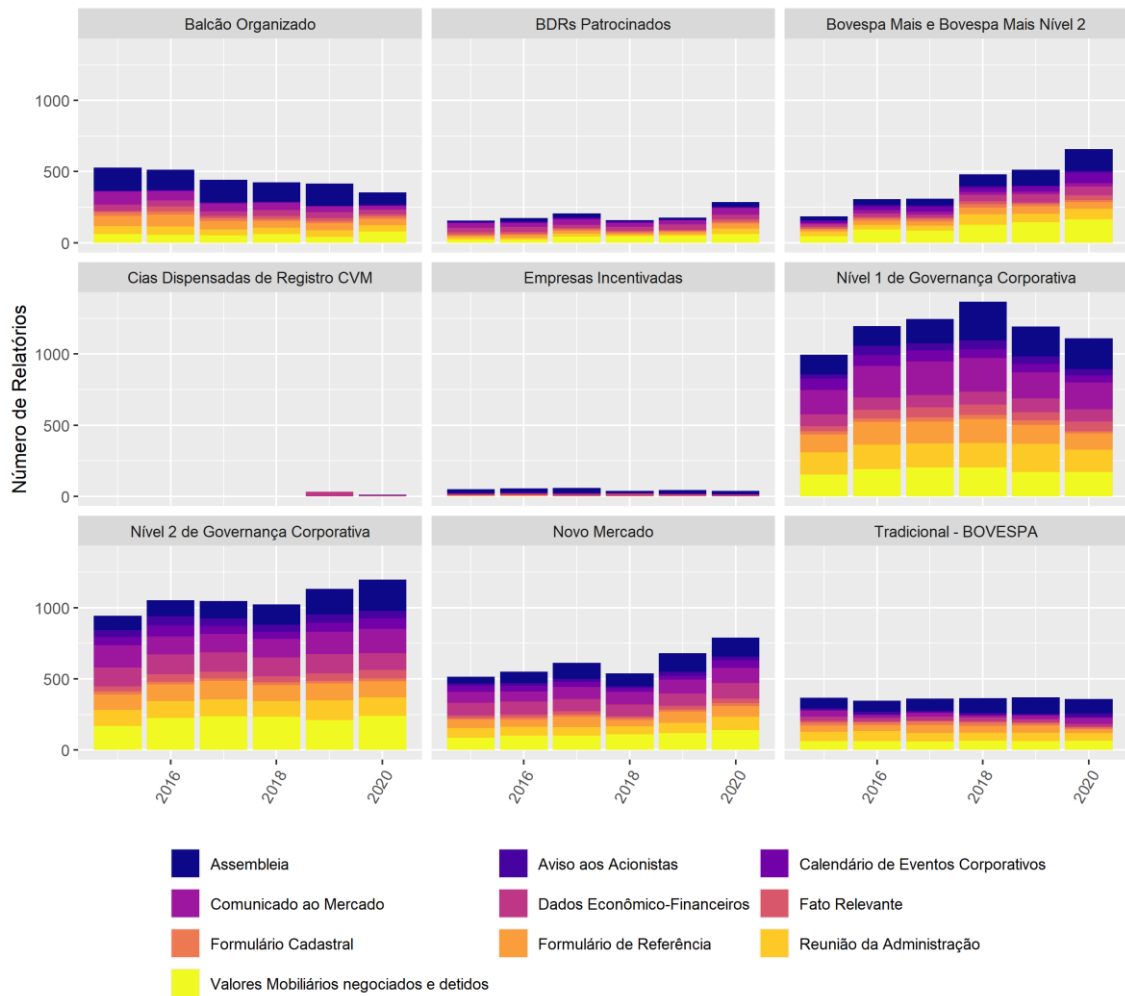 Balcão Organizado
BDRs Patrocinados
Bovespa Mais e Bovespa Mais Nível 2
1000
500
0
Cias Dispensadas de Registro CVM
Empresas Incentivadas
Nível 1 de Governança Corporativa
Número de Relatórios
1000
500
0
Nível 2 de Governança Corporativa
Novo Mercado
Tradicional - BOVESPA
1000
500
0
2016 2018 2020
2016 2018 2020
2016 2018 2020
Assembleia
Aviso aos Acionistas
Calendário de Eventos Corporativos
Comunicado ao Mercado
Dados Econômico-Financeiros
Fato Relevante
Formulário Cadastral
Formulário de Referência
Reunião da Administração
Valores Mobiliários negociados e detidos